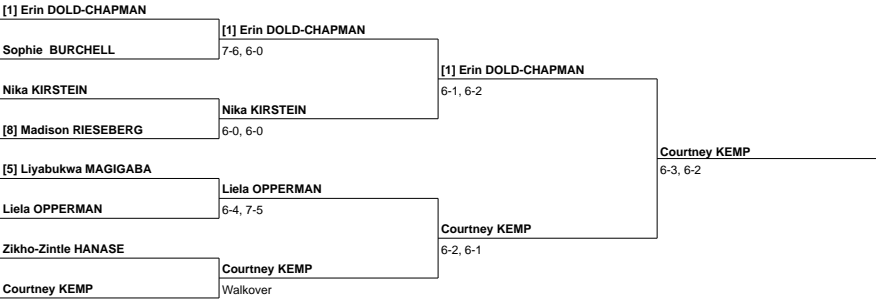 [1] Erin DOLD-CHAPMAN
[1] Erin DOLD-CHAPMAN
Sophie BURCHELL
7-6, 6-0
[1] Erin DOLD-CHAPMAN
Nika KIRSTEIN
6-1, 6-2
Nika KIRSTEIN
[8] Madison RIESEBERG
6-0, 6-0
Courtney KEMP
[5] Liyabukwa MAGIGABA
6-3, 6-2
Liela OPPERMAN
Liela OPPERMAN
6-4, 7-5
Courtney KEMP
Zikho-Zintle HANASE
6-2, 6-1
Courtney KEMP
Courtney KEMP
Walkover